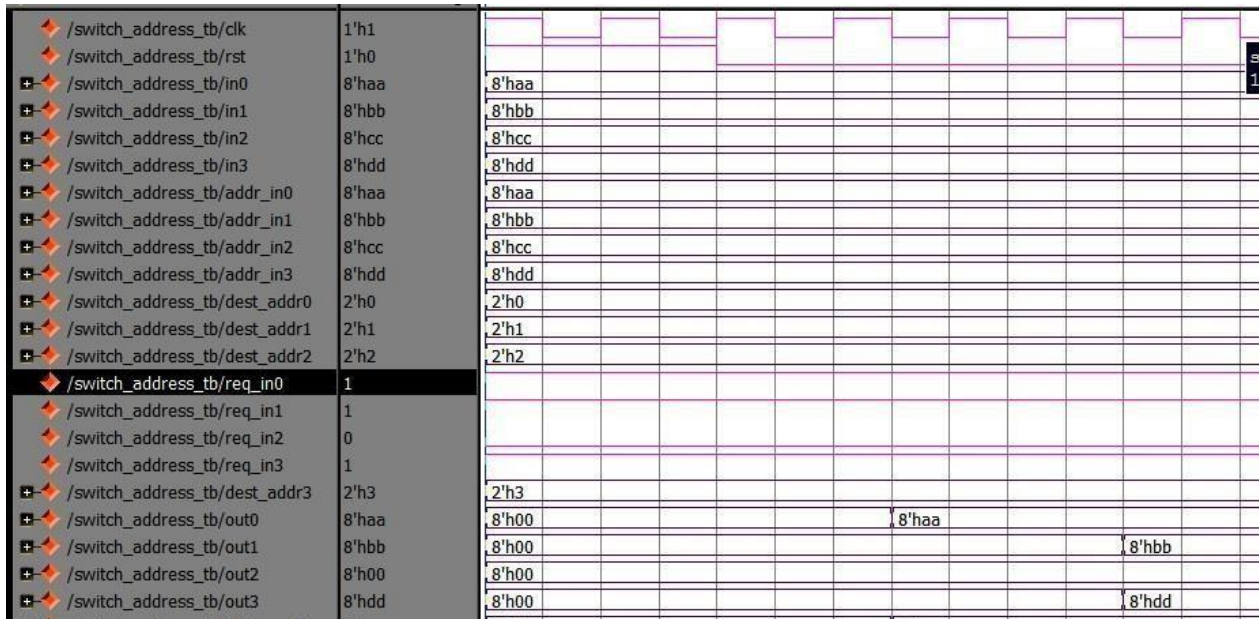 /switch_address_tb/clk 1'h1
/switch_address_tb/rst 1'h0
/switch_address_tb/in0 8'haa 8'haa
/switch_address_tb/in1 8'hbb 8'hbb
/switch_address_tb/in2 8'hcc 8'hcc
/switch_address_tb/in3 8'hdd 8'hdd
/switch_address_tb/addr_in0 8'haa 8'haa
/switch_address_tb/addr_in1 8'hbb 8'hbb
/switch_address_tb/addr_in2 8'hcc 8'hcc
/switch_address_tb/addr_in3 8'hdd 8'hdd
/switch_address_tb/dest_addr0 2'h0 2'h0
/switch_address_tb/dest_addr1 2'h1 2'h1
/switch_address_tb/dest_addr2 2'h2 2'h2
/switch_address_tb/req_in0 1
/switch_address_tb/req_in1 1
/switch_address_tb/req_in2 0
/switch_address_tb/req_in3 1
/switch_address_tb/dest_addr3 2'h3 2'h3
/switch_address_tb/out0 8'haa 8'h00 8'haa
/switch_address_tb/out1 8'hbb 8'h00 8'hbb
/switch_address_tb/out2 8'h00 8'h00
/switch_address_tb/out3 8'hdd 8'h00 8'hdd